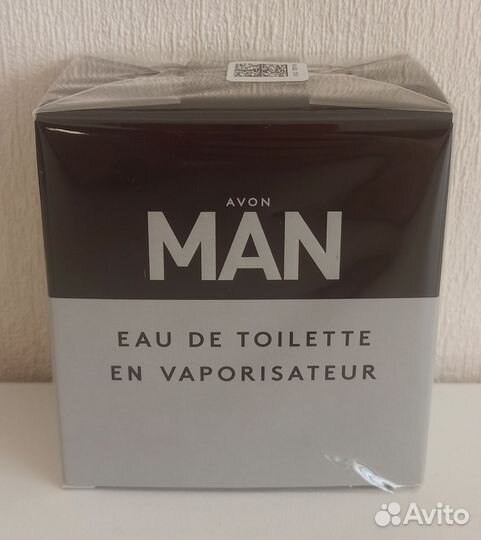 AVON
MAN
EAU DE TOILETTE
EN VAPORISATEUR
Avito